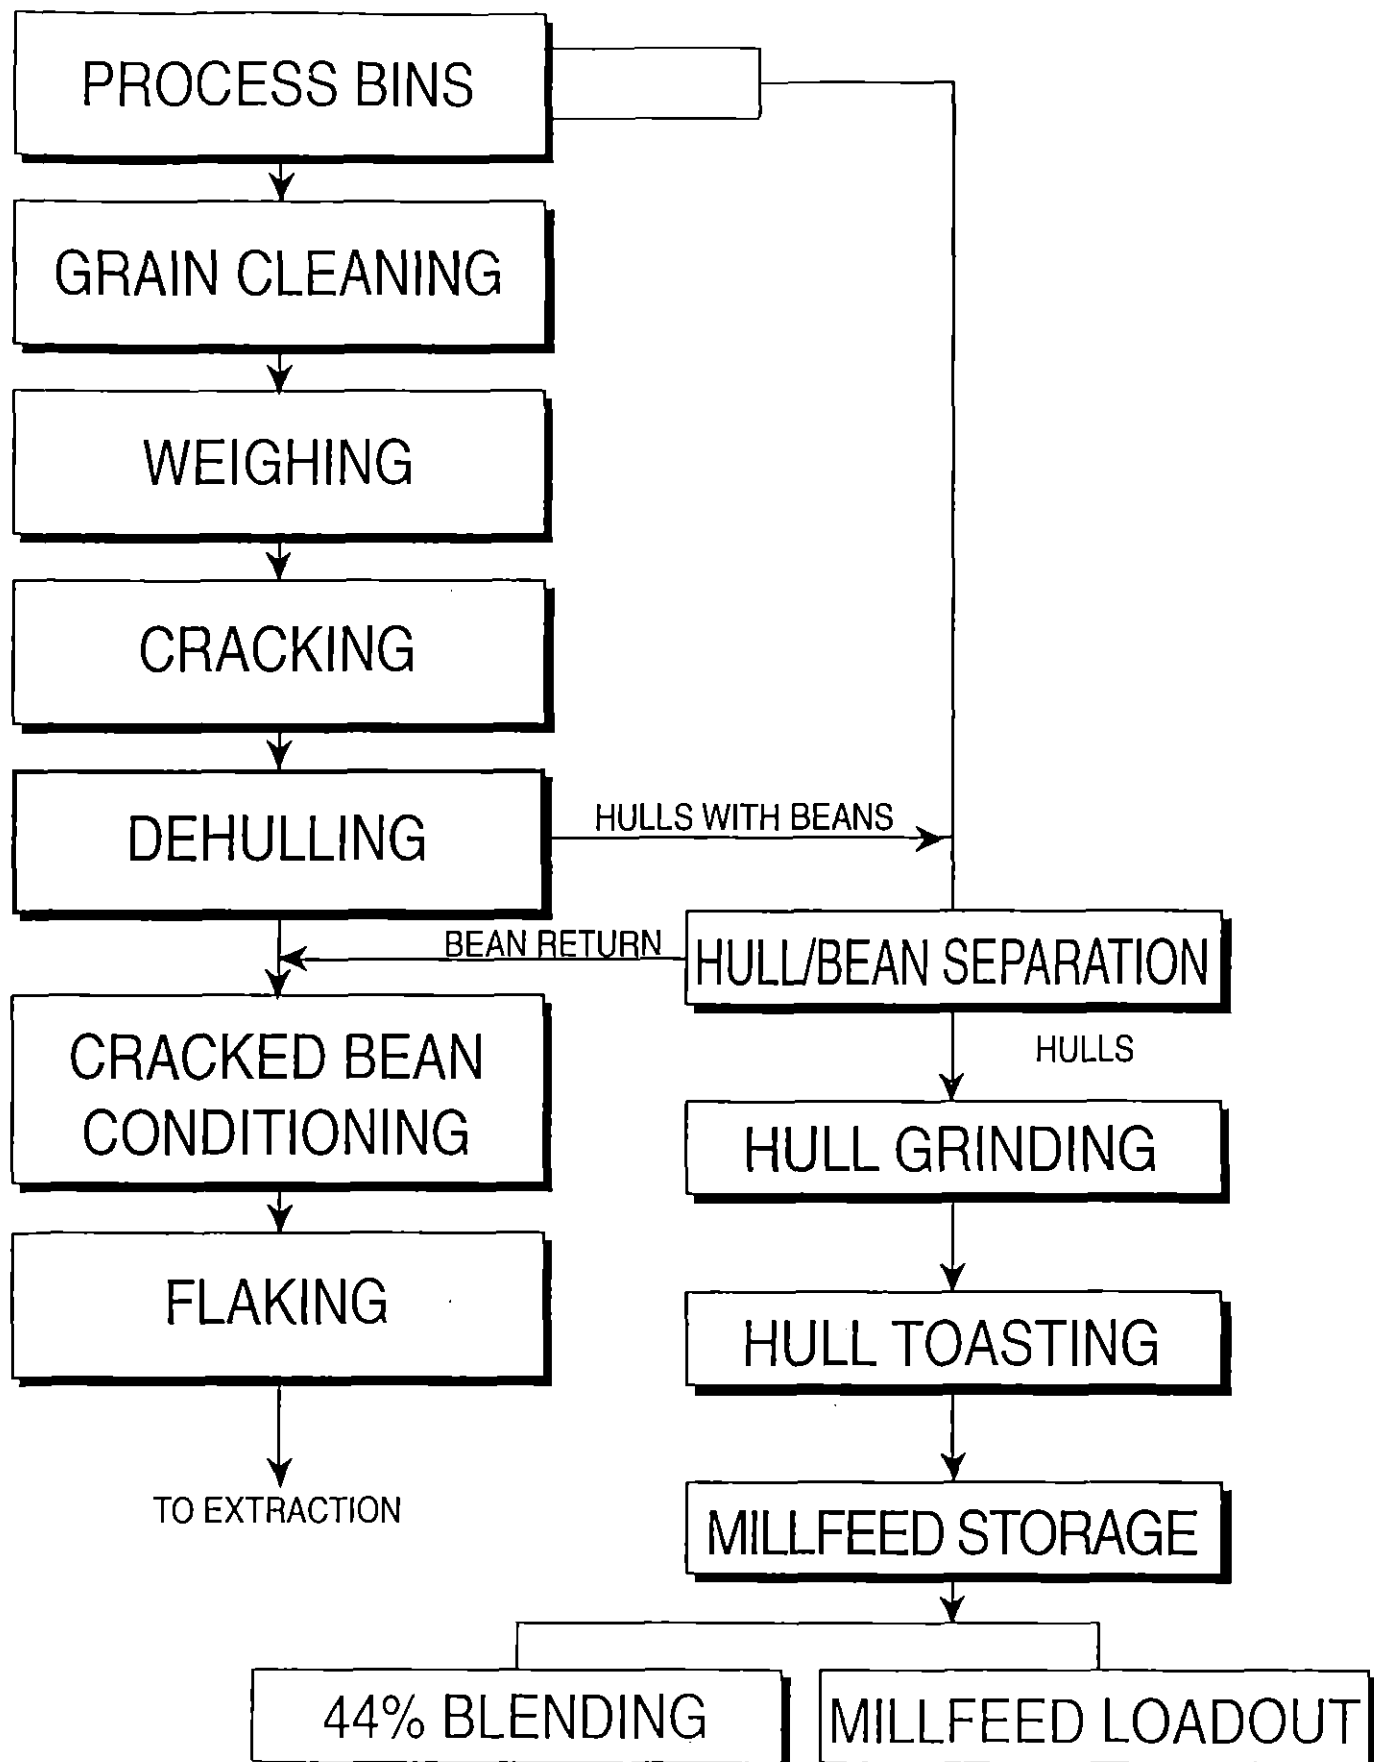 PROCESS BINS
GRAIN CLEANING
WEIGHING
CRACKING
DEHULLING
HULLS WITH BEANS
BEAN RETURN
HULL/BEAN SEPARATION
HULLS
CRACKED BEAN
CONDITIONING
HULL GRINDING
FLAKING
HULL TOASTING
TO EXTRACTION
MILLFEED STORAGE
44% BLENDING
MILLFEED LOADOUT